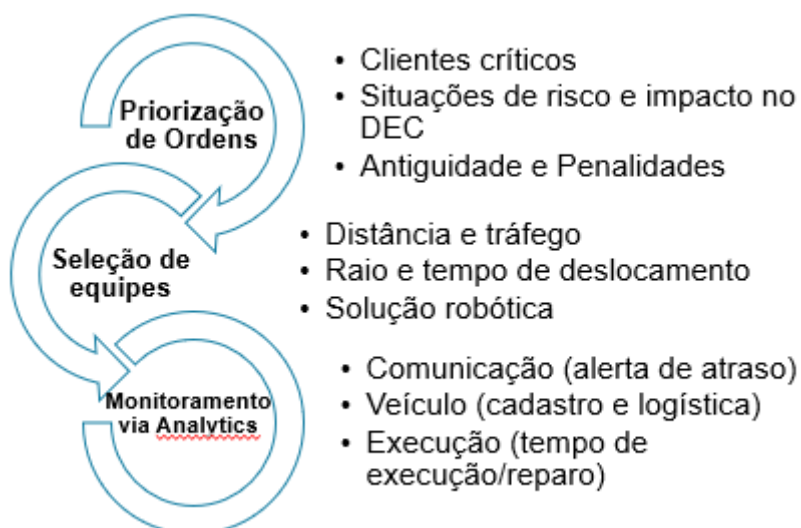 Priorização
de Ordens
• Clientes críticos
• Situações de risco e impacto no
DEC
• Antiguidade e Penalidades
Seleção de
equipes
• Distância e tráfego
• Raio e tempo de deslocamento
• Solução robótica
Monitoramento
via Analytics
• Comunicação (alerta de atraso)
• Veículo (cadastro e logística)
• Execução (tempo de
execução/reparo)